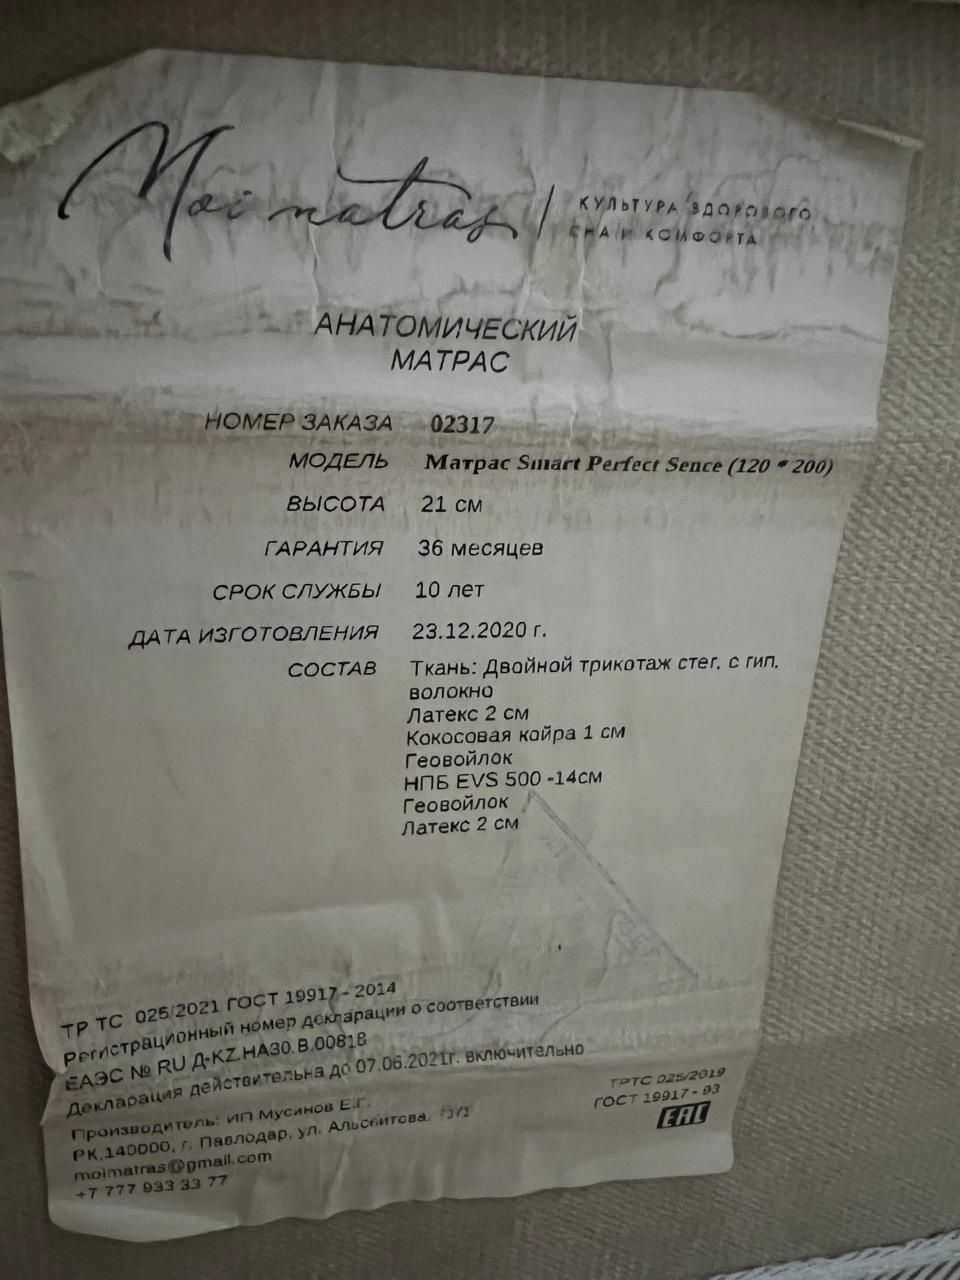 Moi matras / КУЛЬТУРА ЗДОРОВОГО
СНА И КОМФОРТА
АНАТОМИЧЕСКИЙ
МАТРАС
НОМЕР ЗАКАЗА 02317
МОДЕЛЬ Матрас Smart Perfect Sence (120 * 200)
ВЫСОТА 21 см
ГАРАНТИЯ 36 месяцев
СРОК СЛУЖБЫ 10 лет
ДАТА ИЗГОТОВЛЕНИЯ 23.12.2020 г.
СОСТАВ Ткань: Двойной трикотаж стег. с гип.
волокно
Латекс 2 см
Кокосовая койра 1 см
Геовойлок
НПБ EVS 500 -14см
Геовойлок
Латекс 2 см
ТР ТС 025/2021 ГОСТ 19917 - 2014
Регистрационный номер декларации о соответствии
ЕАЭС № RU Д-KZ.НА30.В.00818
Декларация действительна до 07.06.2021г. включительно
Производитель: ИП Мусинов Е.Г.
РК,140000, г. Павлодар, ул.
moimatras@gmail.com
+7 777 933 33 77
ТРТС 025/2019
ГОСТ 19917 - 93
EAC